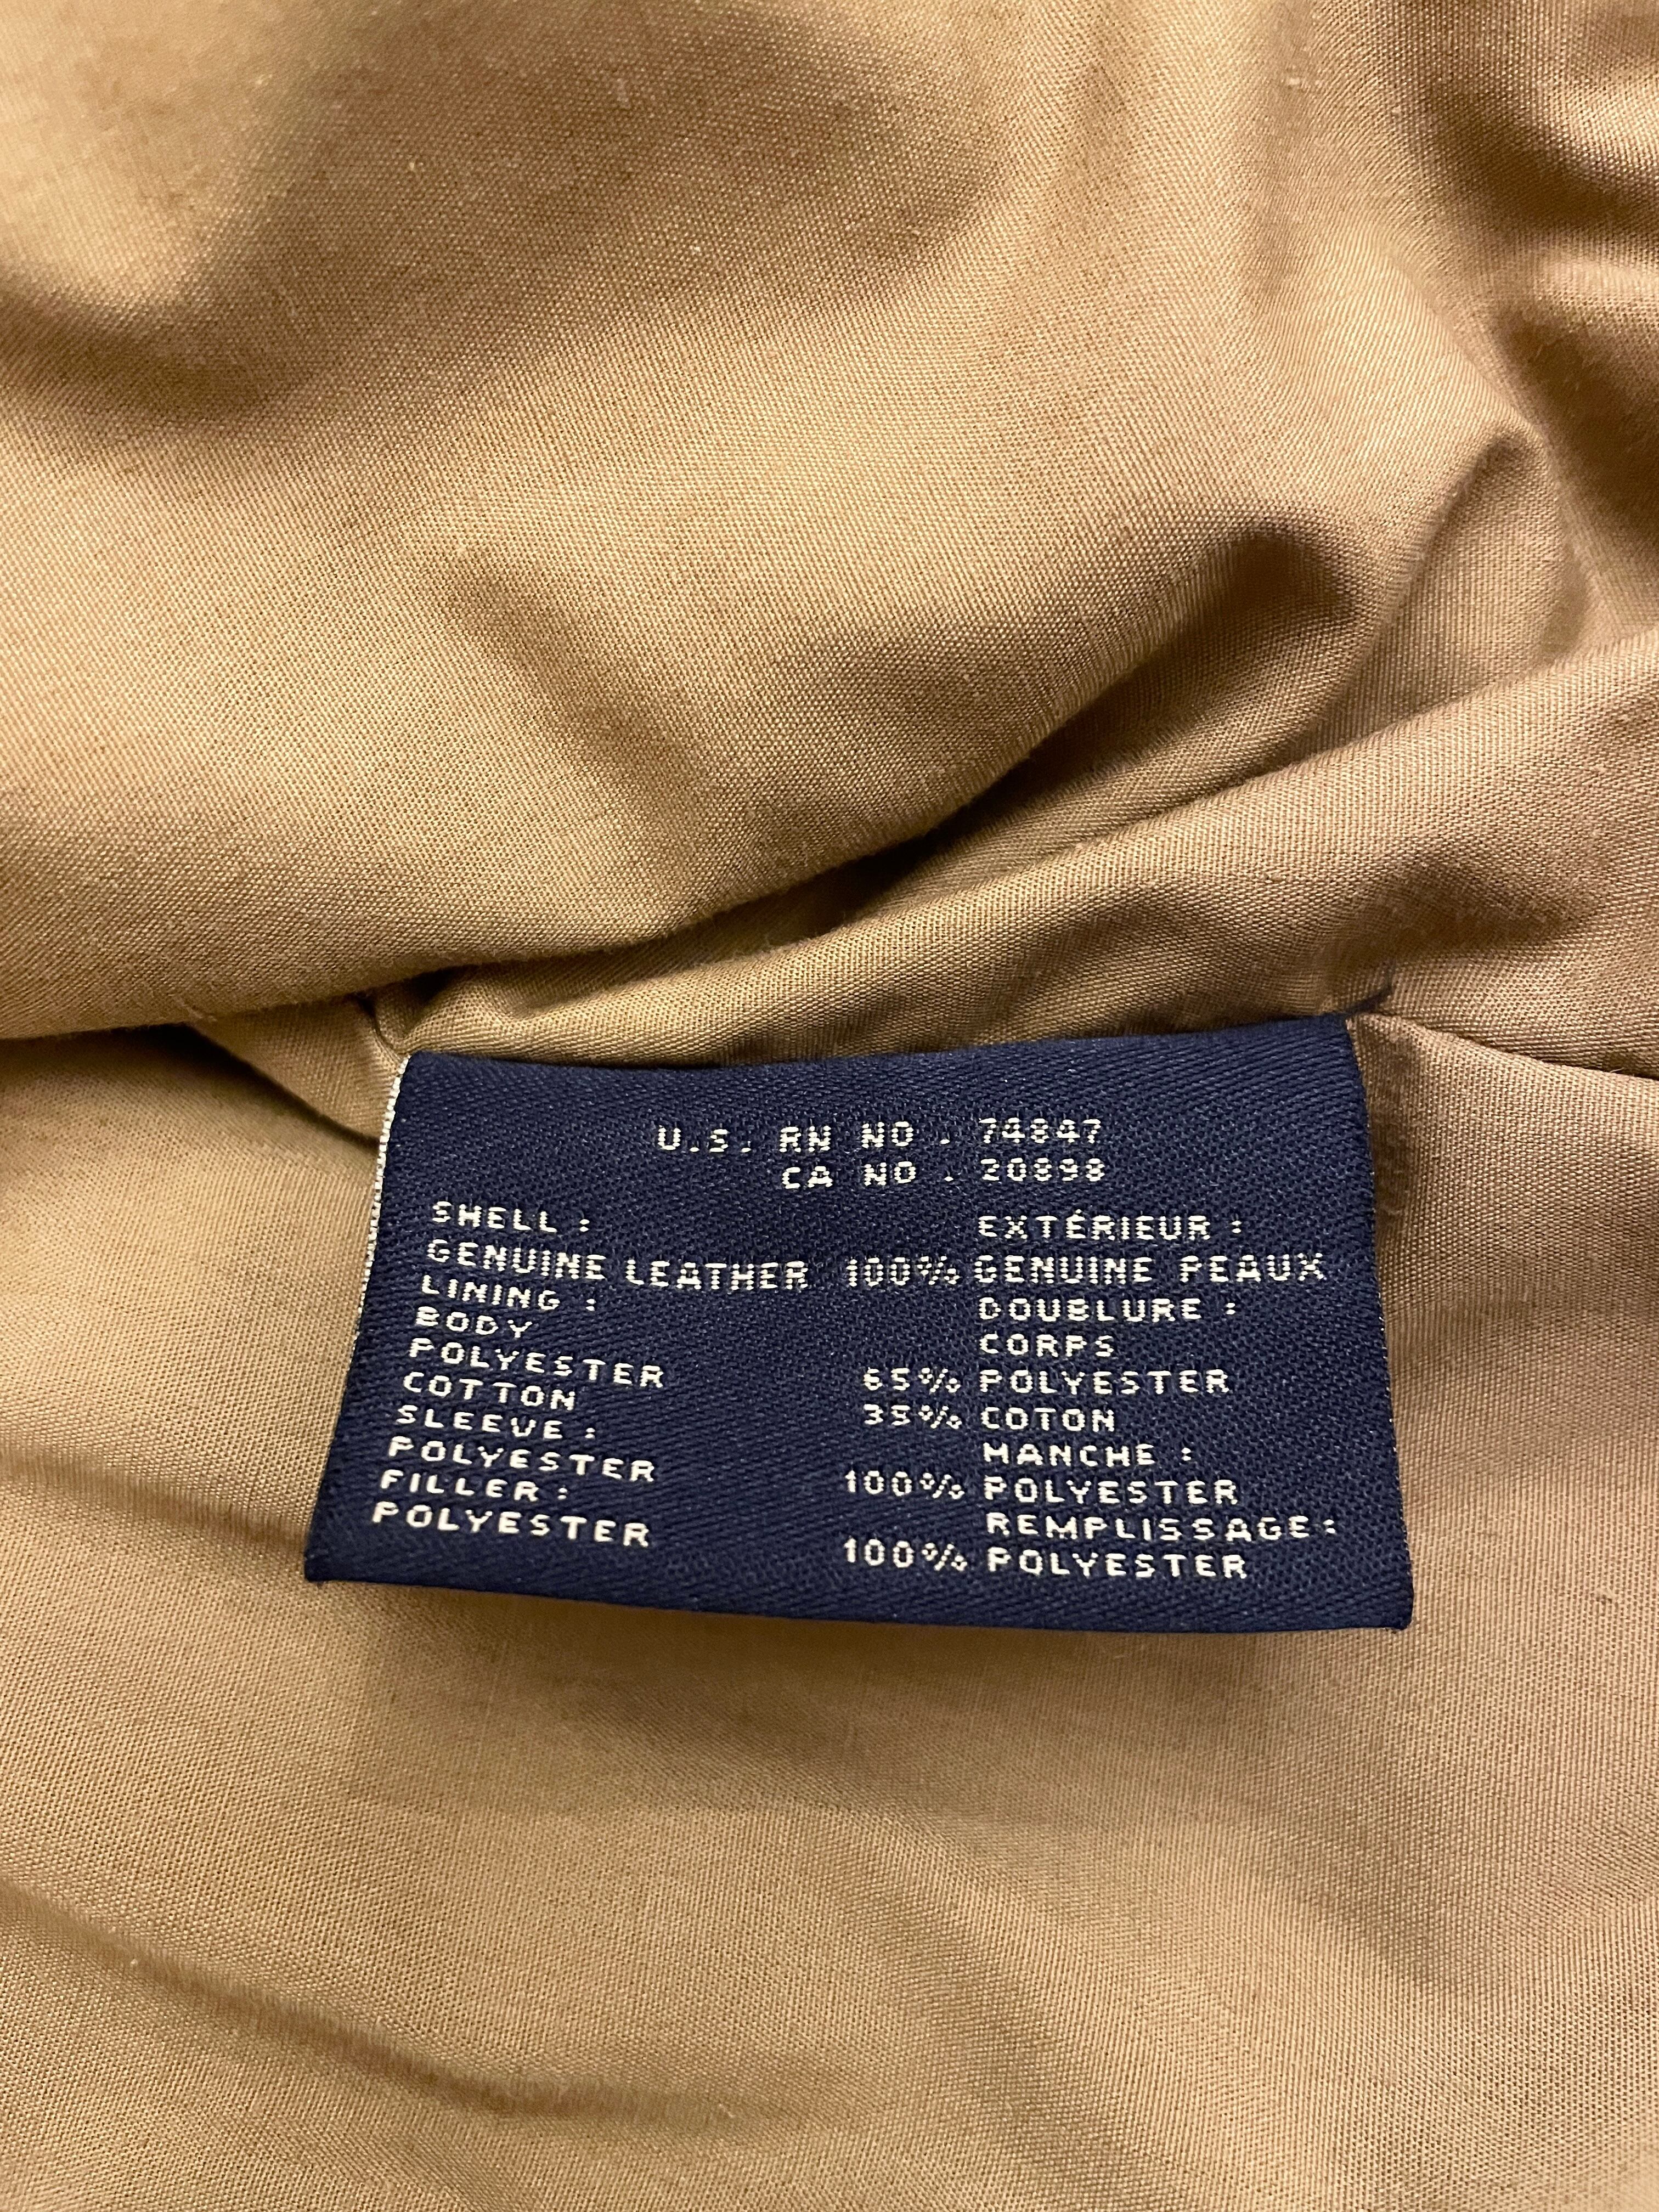 U.S. RN NO. 74847
CA NO. 20898
SHELL:
GENUINE LEATHER 100% GENUINE PEAUX
LINING:
BODY
POLYESTER 65% POLYESTER
COTTON 35% COTON
SLEEVE:
POLYESTER 100% POLYESTER
FILLER:
POLYESTER 100% POLYESTER
EXTÉRIEUR:
DOUBLURE:
CORPS
MANCHE:
REMPLISSAGE: